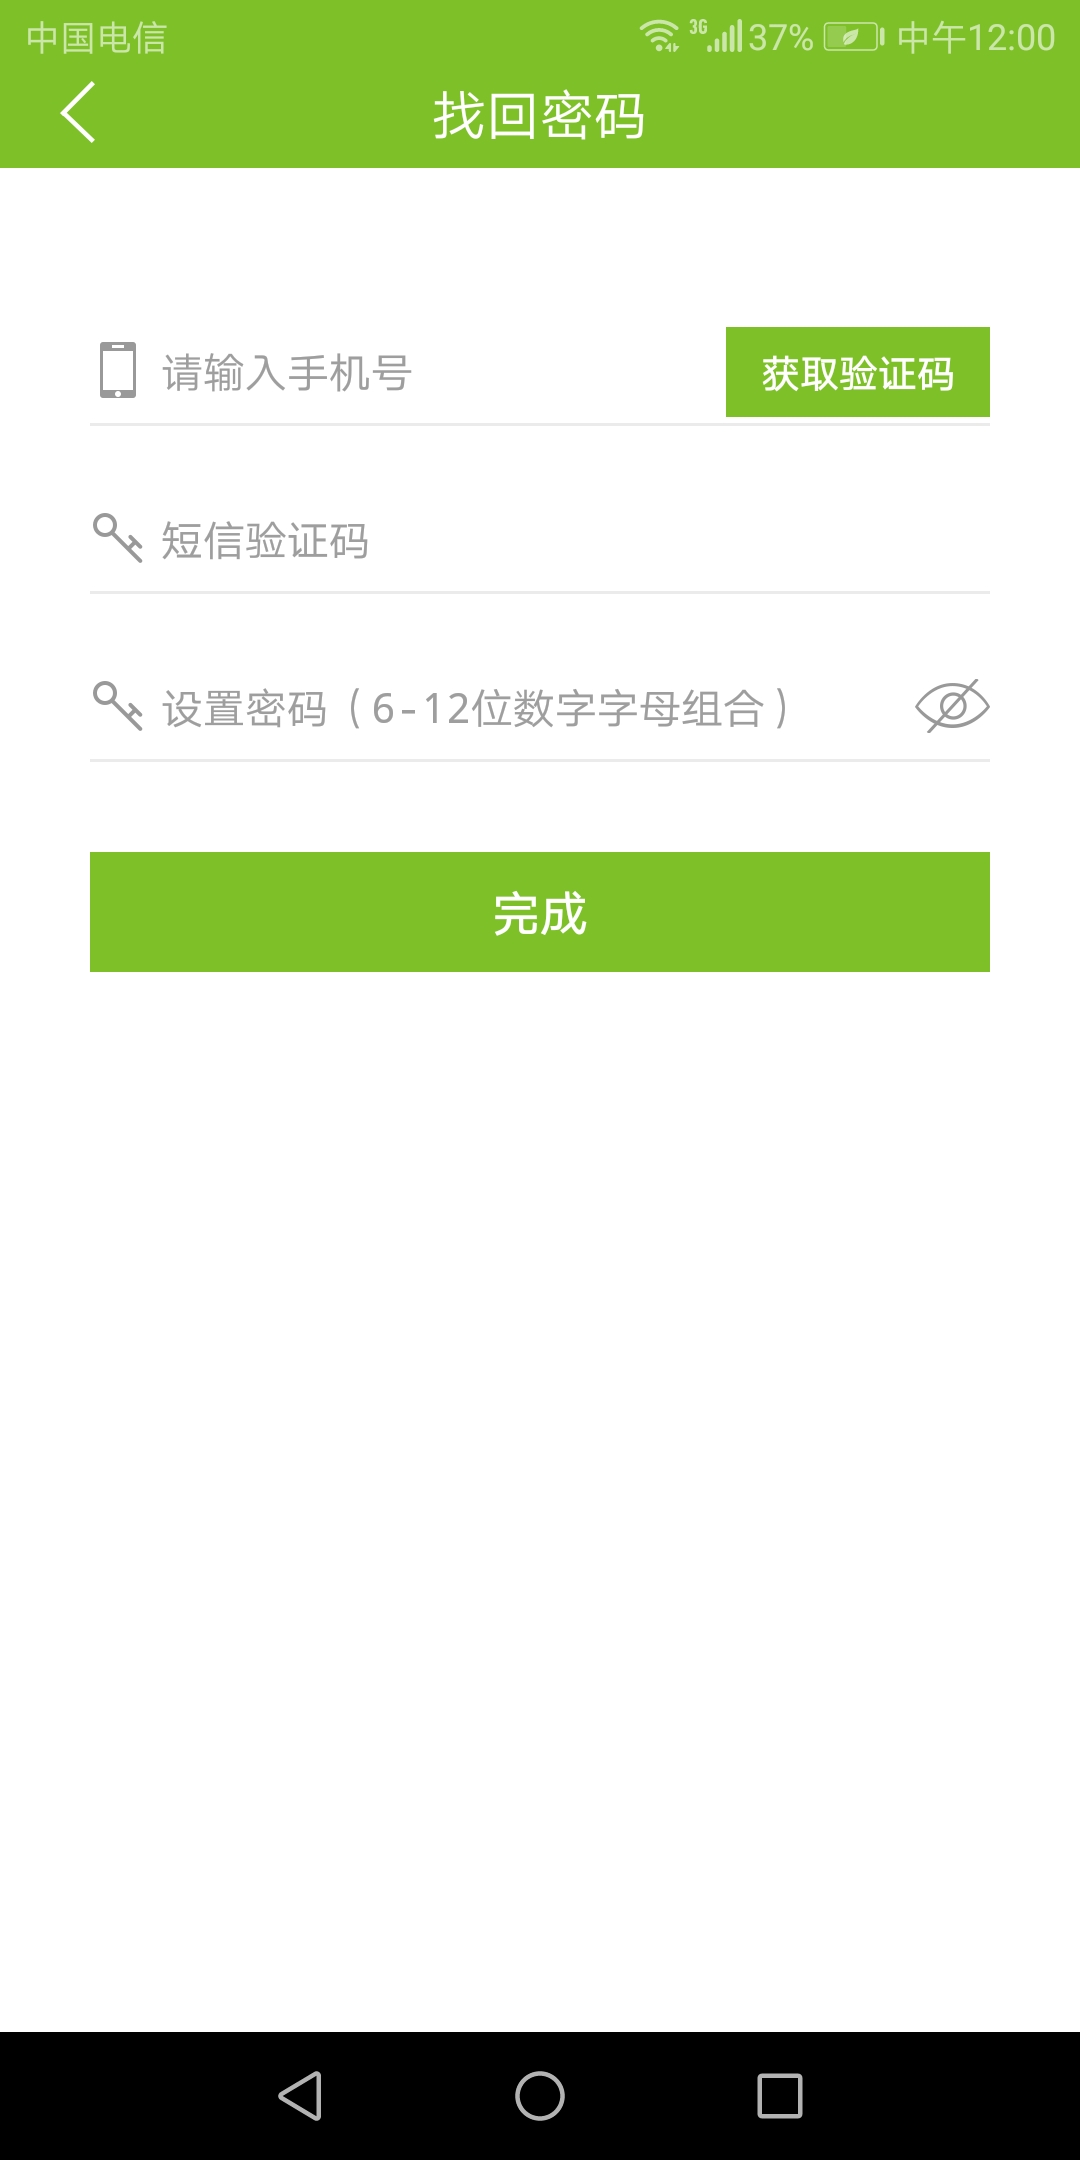 中国电信 3G 37% 中午12:00
找回密码
请输入手机号 获取验证码
短信验证码
设置密码（6-12位数字字母组合）
完成